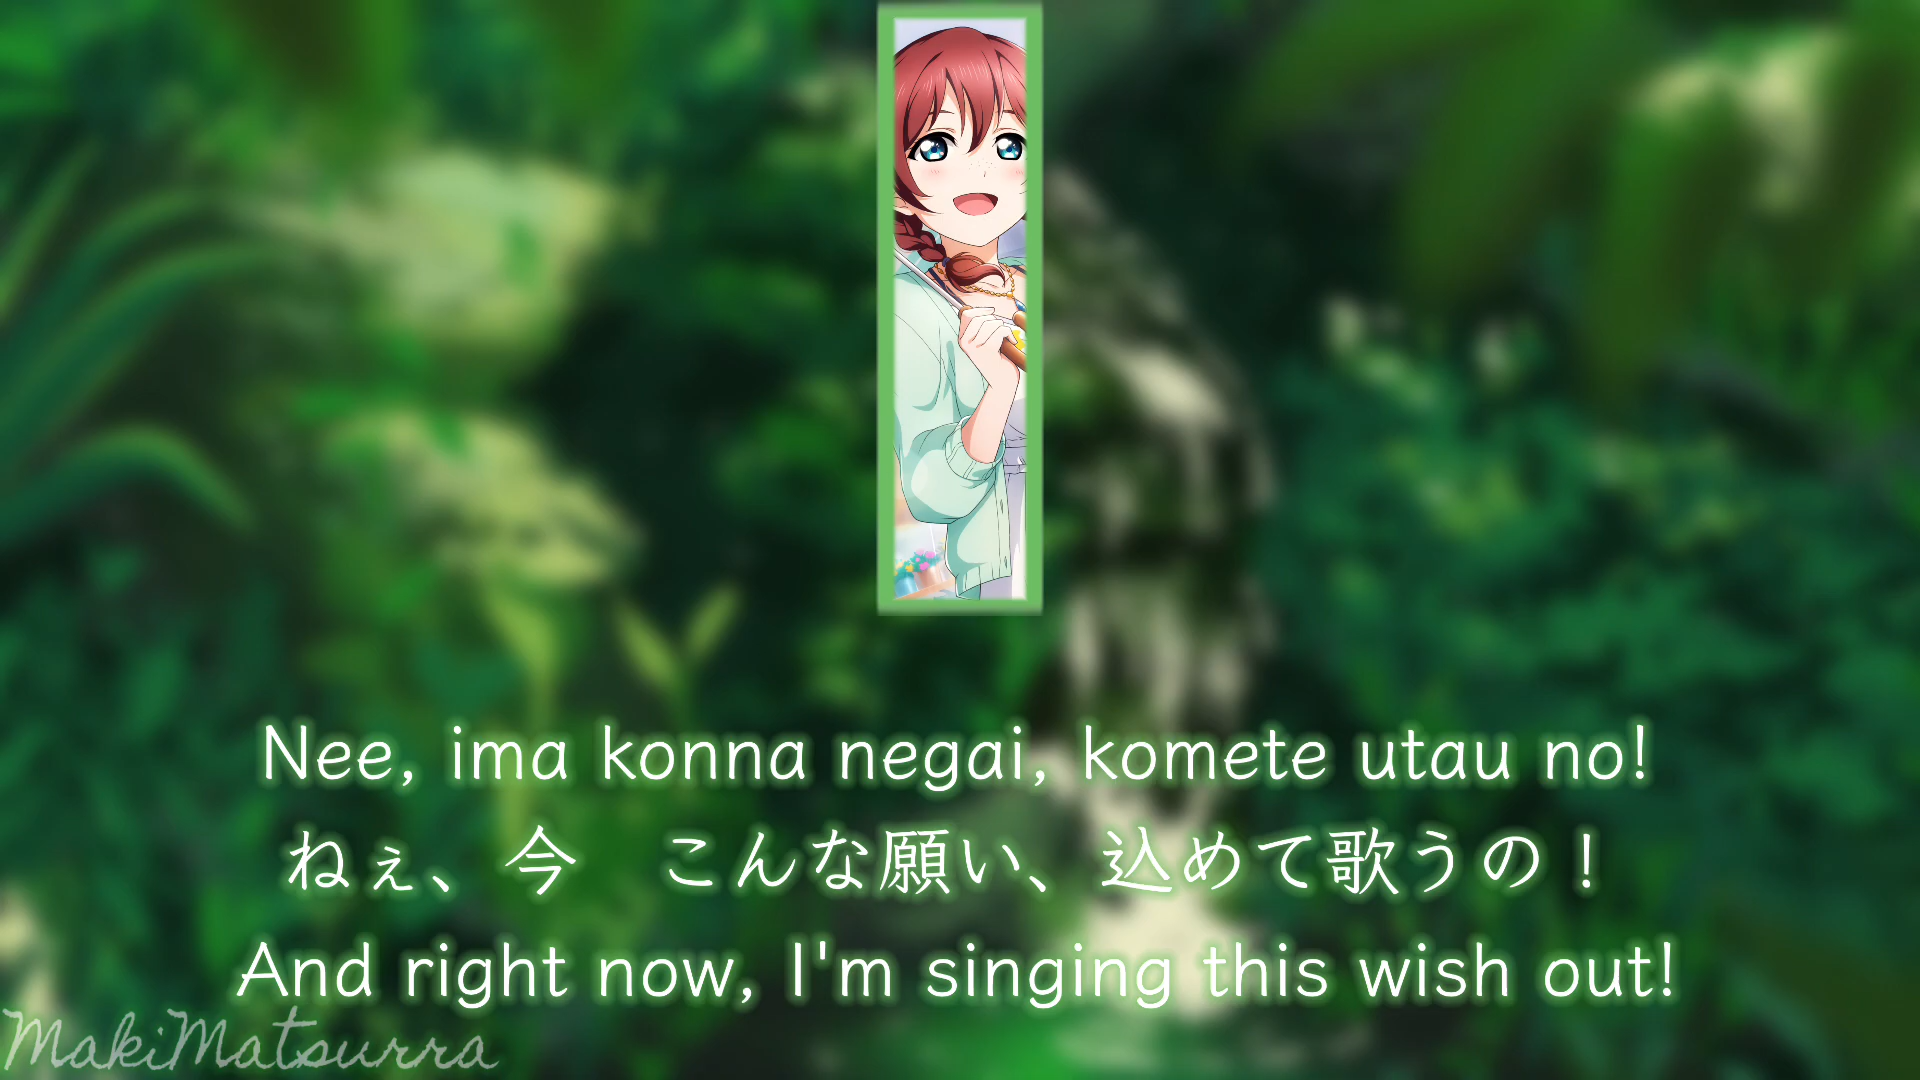 Nee, ima konna negai, komete utau no!
ねぇ、今　こんな願い、込めて歌うの！
And right now, I'm singing this wish out!
MakiMatsurra